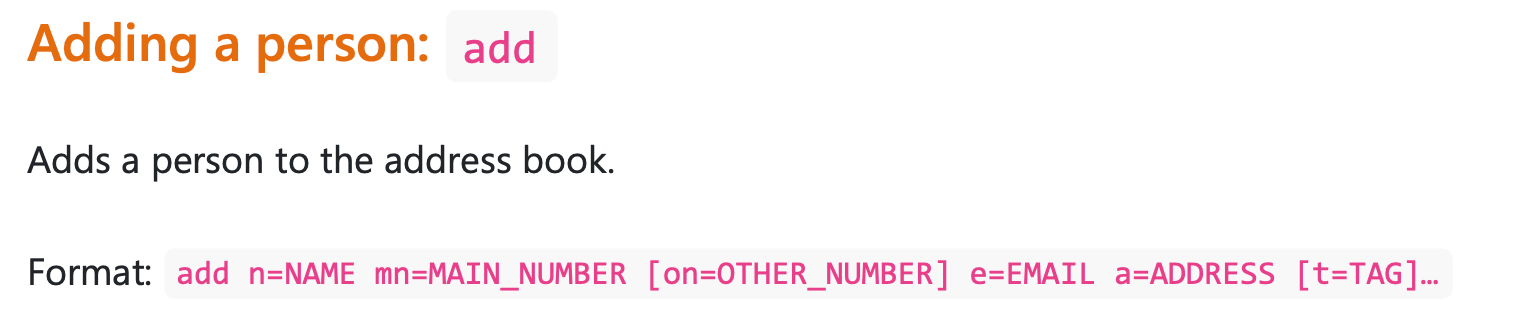 Adding a person: add
Adds a person to the address book.
Format: add n=NAME mn=MAIN_NUMBER [on=OTHER_NUMBER] e=EMAIL a=ADDRESS [t=TAG]…